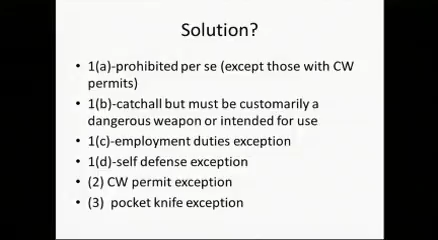 Solution?
• 1(a)-prohibited per se (except those with CW
permits)
• 1(b)-catchall but must be customarily a
dangerous weapon or intended for use
• 1(c)-employment duties exception
• 1(d)-self defense exception
• (2) CW permit exception
• (3)  pocket knife exception